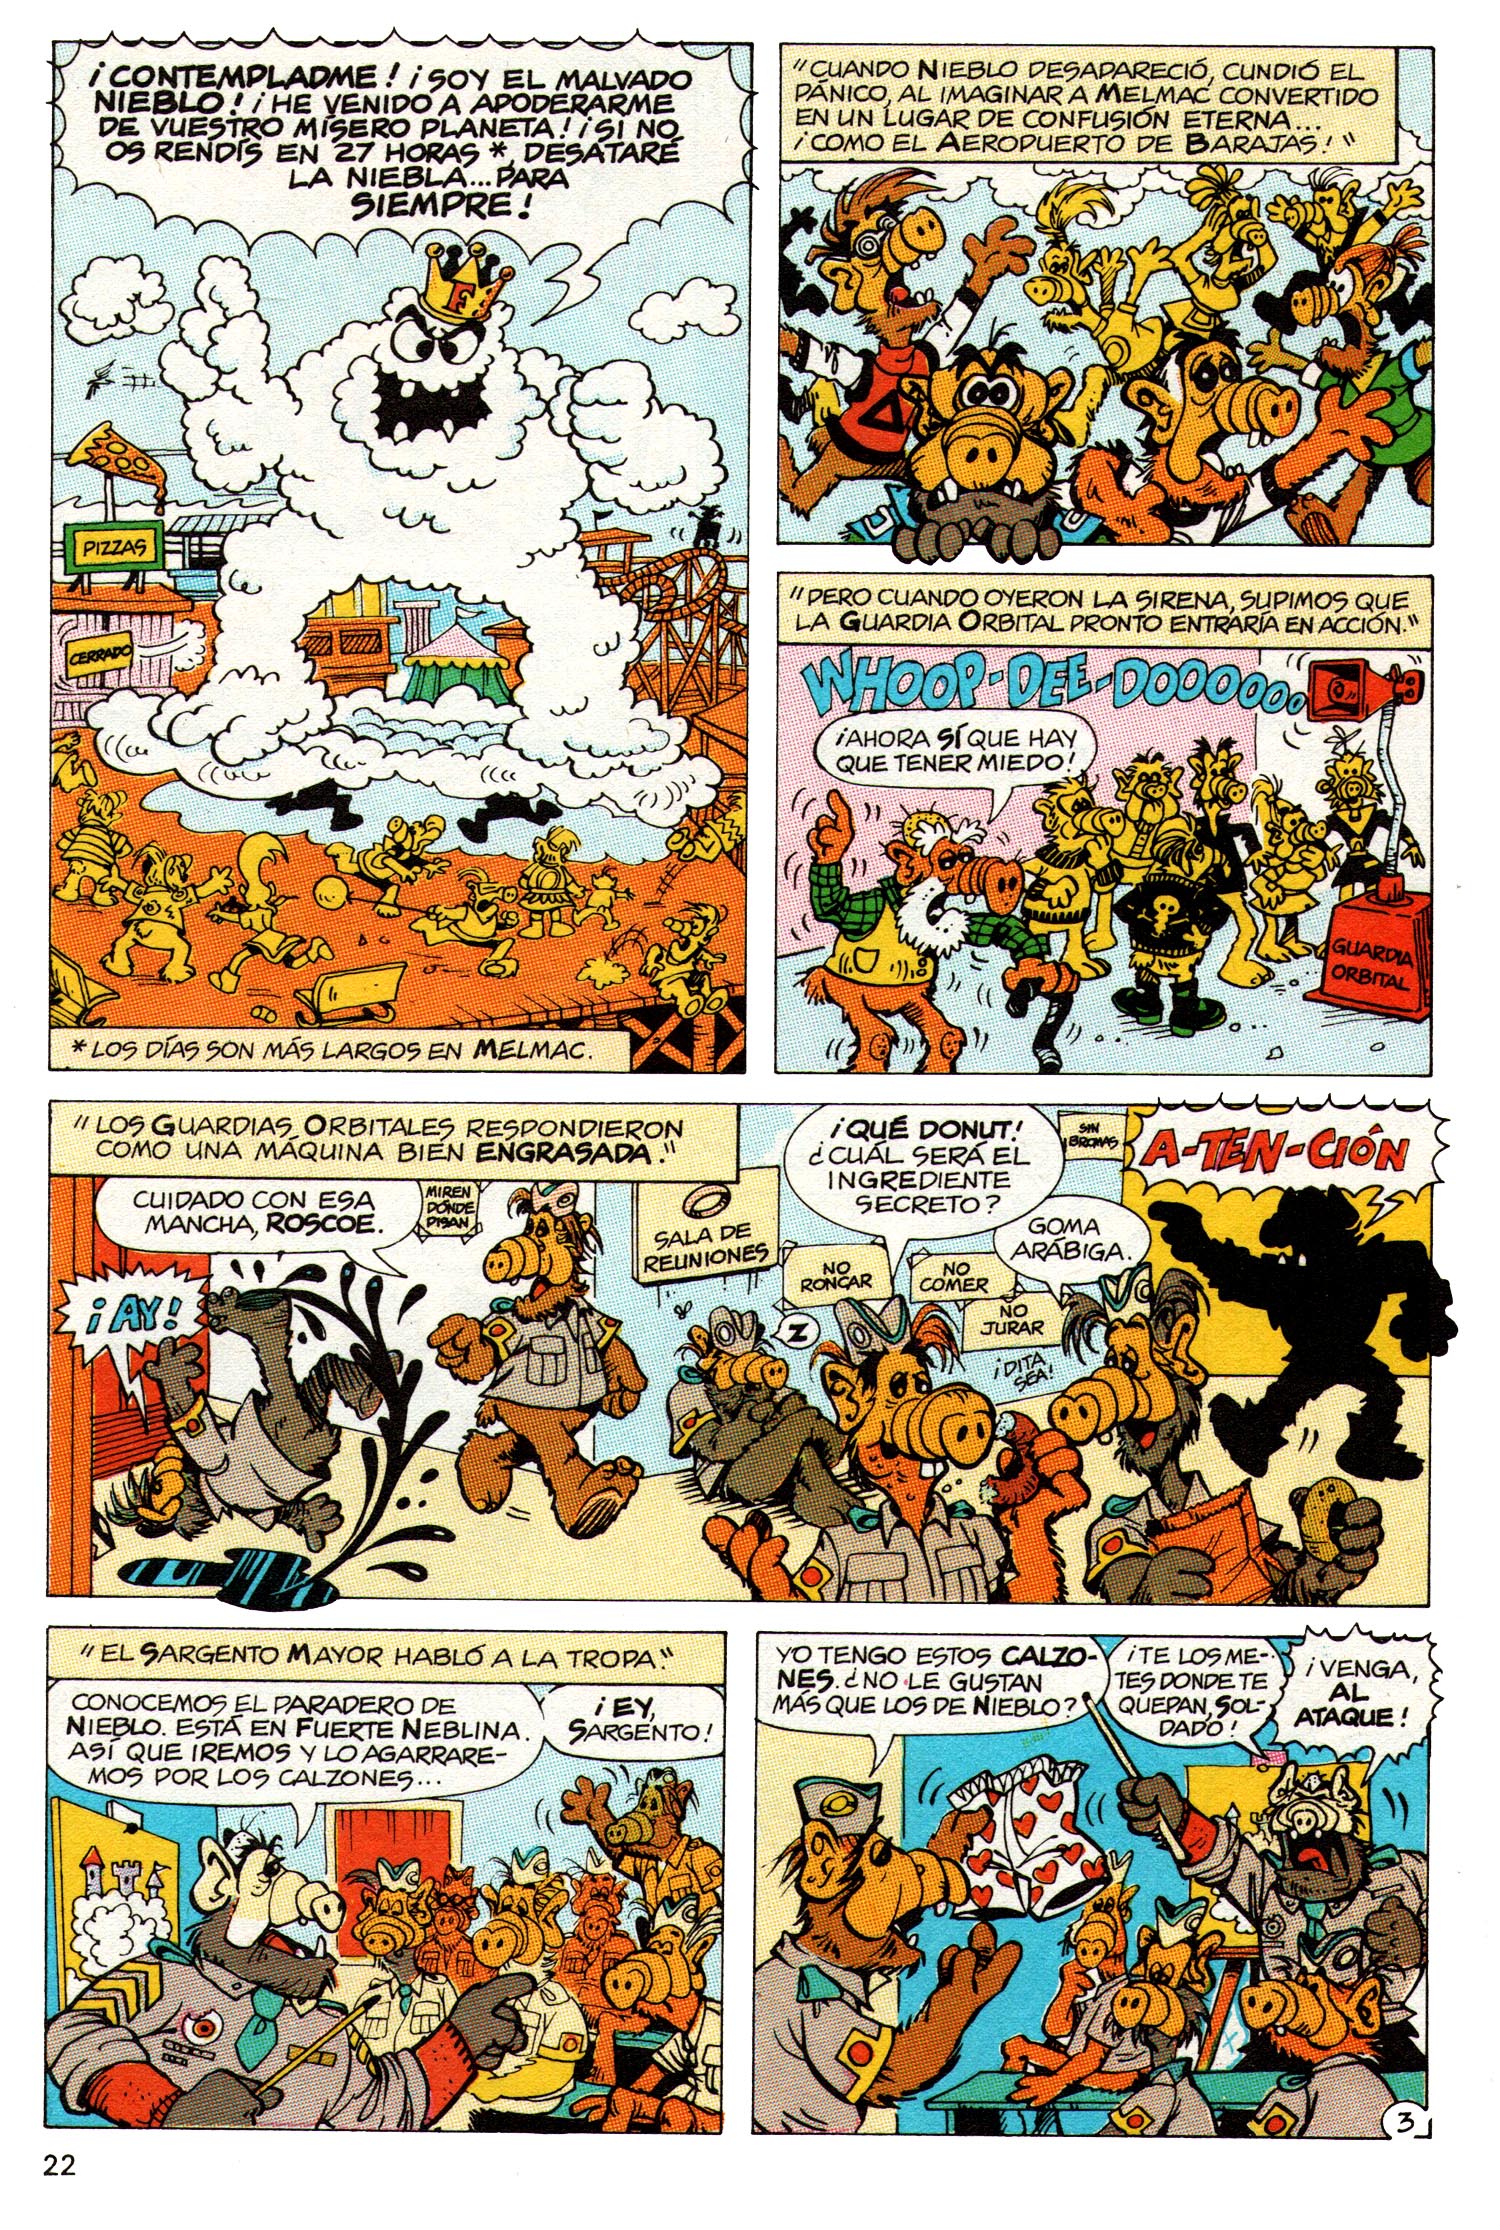 ¡CONTEMPLADME! ¡SOY EL MALVADO
NIEBLO! ¡HE VENIDO A APODERARME
DE VUESTRO MÍSERO PLANETA! ¡SI NO
OS RENDÍS EN 27 HORAS *, DESATARÉ
LA NIEBLA... PARA
SIEMPRE!
F
PIZZAS
CERRADO
* LOS DÍAS SON MÁS LARGOS EN MELMAC.
"CUANDO NIEBLO DESAPARECIÓ, CUNDIÓ EL
PÁNICO, AL IMAGINAR A MELMAC CONVERTIDO
EN UN LUGAR DE CONFUSIÓN ETERNA...
¡COMO EL AEROPUERTO DE BARAJAS!"
"PERO CUANDO OYERON LA SIRENA, SUPIMOS QUE
LA GUARDIA ORBITAL PRONTO ENTRARÍA EN ACCIÓN."
WHOOP-DEE-DOOOOOOO
¡AHORA SÍ QUE HAY
QUE TENER MIEDO!
GUARDIA
ORBITAL
"LOS GUARDIAS ORBITALES RESPONDIERON
COMO UNA MÁQUINA BIEN ENGRASADA."
CUIDADO CON ESA
MANCHA, ROSCOE.
¡AY!
MIREN
DÓNDE
PISAN
SALA DE
REUNIONES
Z
¡QUÉ DONUT!
¿CUÁL SERÁ EL
INGREDIENTE
SECRETO?
GOMA
ARÁBIGA.
SIN
BROMAS
NO
RONCAR
NO
COMER
NO
JURAR
¡DITA
SEA!
A-TEN-CIÓN
"EL SARGENTO MAYOR HABLÓ A LA TROPA."
CONOCEMOS EL PARADERO DE
NIEBLO. ESTÁ EN FUERTE NEBLINA.
ASÍ QUE IREMOS Y LO AGARRARE-
MOS POR LOS CALZONES...
¡EY,
SARGENTO!
YO TENGO ESTOS CALZO-
NES. ¿NO LE GUSTAN
MÁS QUE LOS DE NIEBLO?
¡TE LOS ME-
TES DONDE TE
QUEPAN, SOL-
DADO!
¡VENGA,
AL
ATAQUE!
3
22